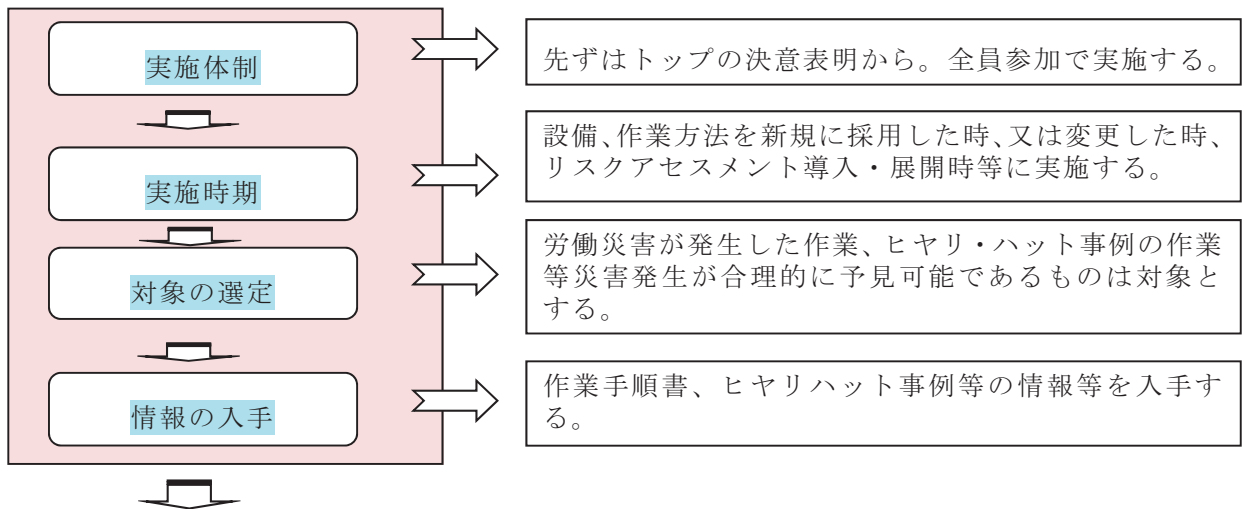 実施体制
先ずはトップの決意表明から。全員参加で実施する。
実施時期
設備、作業方法を新規に採用した時、又は変更した時、
リスクアセスメント導入・展開時等に実施する。
対象の選定
労働災害が発生した作業、ヒヤリ・ハット事例の作業
等災害発生が合理的に予見可能であるものは対象と
する。
情報の入手
作業手順書、ヒヤリハット事例等の情報等を入手す
る。